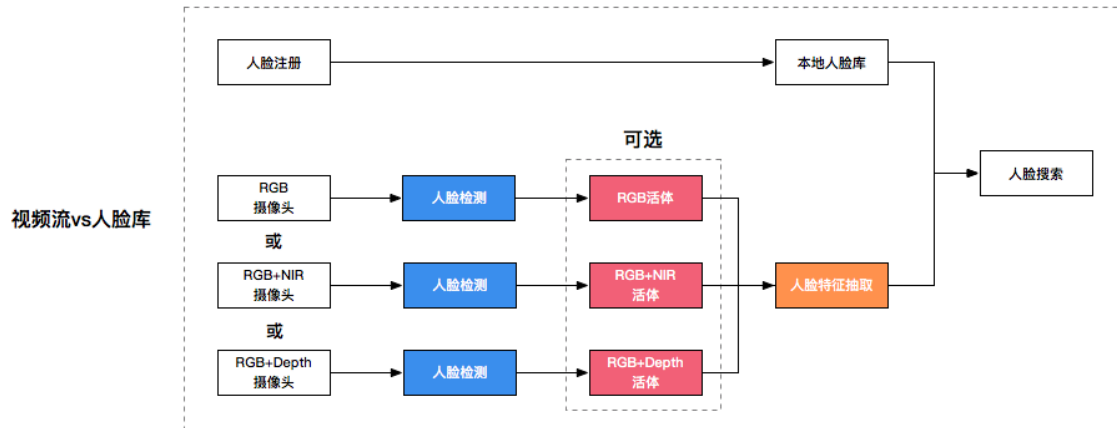 人脸注册
本地人脸库
可选
人脸搜索
RGB
摄像头
人脸检测
RGB活体
视频流vs人脸库
或
RGB+NIR
摄像头
人脸检测
RGB+NIR
活体
人脸特征抽取
或
RGB+Depth
摄像头
人脸检测
RGB+Depth
活体